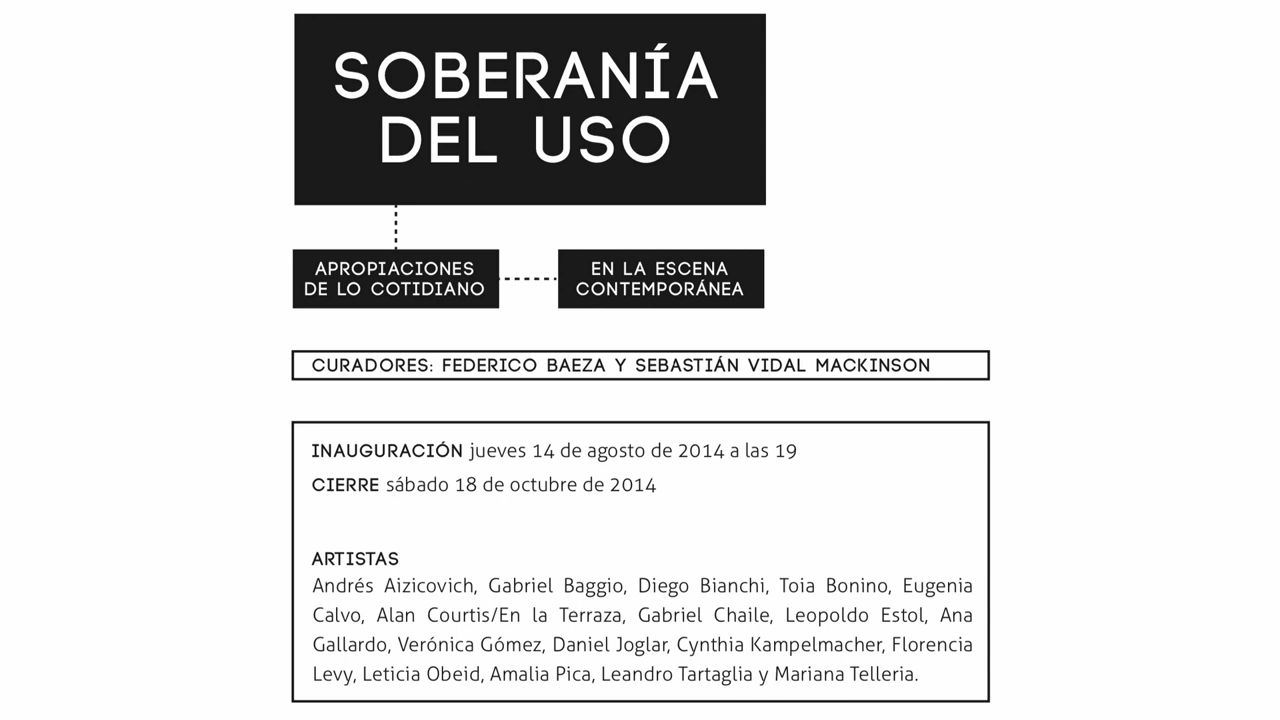 SOBERANÍA
DEL USO
APROPIACIONES
DE LO COTIDIANO
EN LA ESCENA
CONTEMPORÁNEA
CURADORES: FEDERICO BAEZA Y SEBASTIÁN VIDAL MACKINSON
INAUGURACIÓN jueves 14 de agosto de 2014 a las 19
CIERRE sábado 18 de octubre de 2014
ARTISTAS
Andrés Aizicovich, Gabriel Baggio, Diego Bianchi, Toia Bonino, Eugenia
Calvo, Alan Courtis/En la Terraza, Gabriel Chaile, Leopoldo Estol, Ana
Gallardo, Verónica Gómez, Daniel Joglar, Cynthia Kampelmacher, Florencia
Levy, Leticia Obeid, Amalia Pica, Leandro Tartaglia y Mariana Telleria.